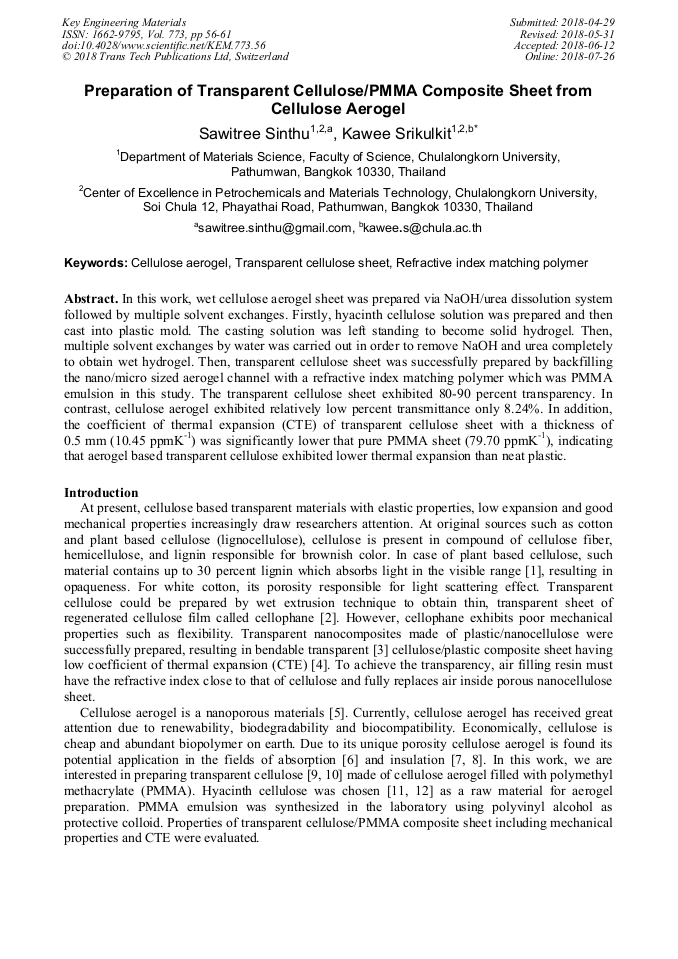 Key Engineering Materials
Submitted: 2018-04-29
ISSN: 1662-9795, Vol. 773, pp 56-61
Revised: 2018-05-31
doi:10.4028/www.scientific.net/KEM.773.56
Accepted: 2018-06-12
© 2018 Trans Tech Publications Ltd, Switzerland
Online: 2018-07-26
Preparation of Transparent Cellulose/PMMA Composite Sheet from
Cellulose Aerogel
Sawitree Sinthu1,2,a, Kawee Srikulkit1,2,b*
1Department of Materials Science, Faculty of Science, Chulalongkorn University,
Pathumwan, Bangkok 10330, Thailand
2Center of Excellence in Petrochemicals and Materials Technology, Chulalongkorn University,
Soi Chula 12, Phayathai Road, Pathumwan, Bangkok 10330, Thailand
asawitree.sinthu@gmail.com, bkawee.s@chula.ac.th
Keywords: Cellulose aerogel, Transparent cellulose sheet, Refractive index matching polymer
Abstract. In this work, wet cellulose aerogel sheet was prepared via NaOH/urea dissolution system
followed by multiple solvent exchanges. Firstly, hyacinth cellulose solution was prepared and then
cast into plastic mold. The casting solution was left standing to become solid hydrogel. Then,
multiple solvent exchanges by water was carried out in order to remove NaOH and urea completely
to obtain wet hydrogel. Then, transparent cellulose sheet was successfully prepared by backfilling
the nano/micro sized aerogel channel with a refractive index matching polymer which was PMMA
emulsion in this study. The transparent cellulose sheet exhibited 80-90 percent transparency. In
contrast, cellulose aerogel exhibited relatively low percent transmittance only 8.24%. In addition,
the coefficient of thermal expansion (CTE) of transparent cellulose sheet with a thickness of
0.5 mm (10.45 ppmK-1) was significantly lower that pure PMMA sheet (79.70 ppmK-1), indicating
that aerogel based transparent cellulose exhibited lower thermal expansion than neat plastic.
Introduction
At present, cellulose based transparent materials with elastic properties, low expansion and good
mechanical properties increasingly draw researchers attention. At original sources such as cotton
and plant based cellulose (lignocellulose), cellulose is present in compound of cellulose fiber,
hemicellulose, and lignin responsible for brownish color. In case of plant based cellulose, such
material contains up to 30 percent lignin which absorbs light in the visible range [1], resulting in
opaqueness. For white cotton, its porosity responsible for light scattering effect. Transparent
cellulose could be prepared by wet extrusion technique to obtain thin, transparent sheet of
regenerated cellulose film called cellophane [2]. However, cellophane exhibits poor mechanical
properties such as flexibility. Transparent nanocomposites made of plastic/nanocellulose were
successfully prepared, resulting in bendable transparent [3] cellulose/plastic composite sheet having
low coefficient of thermal expansion (CTE) [4]. To achieve the transparency, air filling resin must
have the refractive index close to that of cellulose and fully replaces air inside porous nanocellulose
sheet.
Cellulose aerogel is a nanoporous materials [5]. Currently, cellulose aerogel has received great
attention due to renewability, biodegradability and biocompatibility. Economically, cellulose is
cheap and abundant biopolymer on earth. Due to its unique porosity cellulose aerogel is found its
potential application in the fields of absorption [6] and insulation [7, 8]. In this work, we are
interested in preparing transparent cellulose [9, 10] made of cellulose aerogel filled with polymethyl
methacrylate (PMMA). Hyacinth cellulose was chosen [11, 12] as a raw material for aerogel
preparation. PMMA emulsion was synthesized in the laboratory using polyvinyl alcohol as
protective colloid. Properties of transparent cellulose/PMMA composite sheet including mechanical
properties and CTE were evaluated.